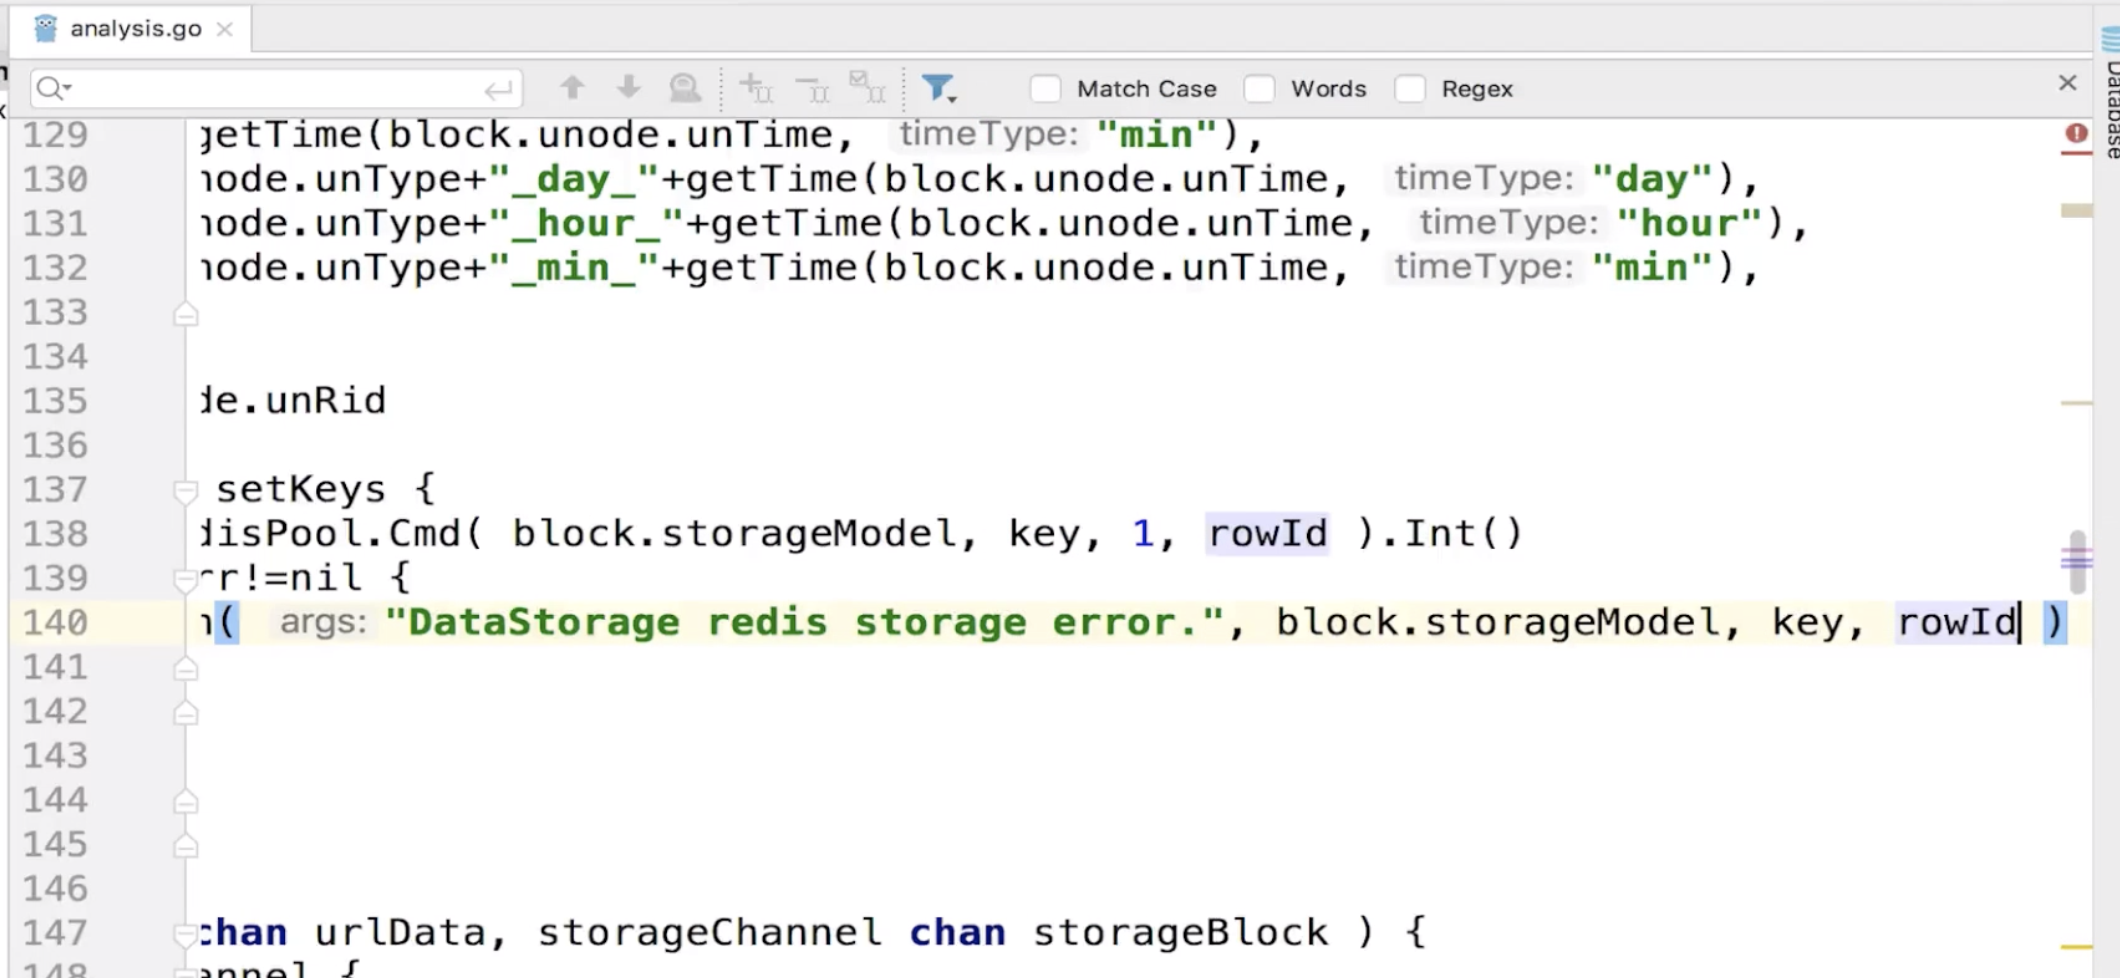 analysis.go
Match Case Words Regex
Database
129 getTime(block.unode.unTime, timeType: "min"),
130 node.unType+"_day_"+getTime(block.unode.unTime, timeType: "day"),
131 node.unType+"_hour_"+getTime(block.unode.unTime, timeType: "hour"),
132 node.unType+"_min_"+getTime(block.unode.unTime, timeType: "min"),
133
134
135 de.unRid
136
137 setKeys {
138 disPool.Cmd( block.storageModel, key, 1, rowId ).Int()
139 rr!=nil {
140 n( args: "DataStorage redis storage error.", block.storageModel, key, rowId )
141
142
143
144
145
146
147 chan urlData, storageChannel chan storageBlock ) {
148 annel {